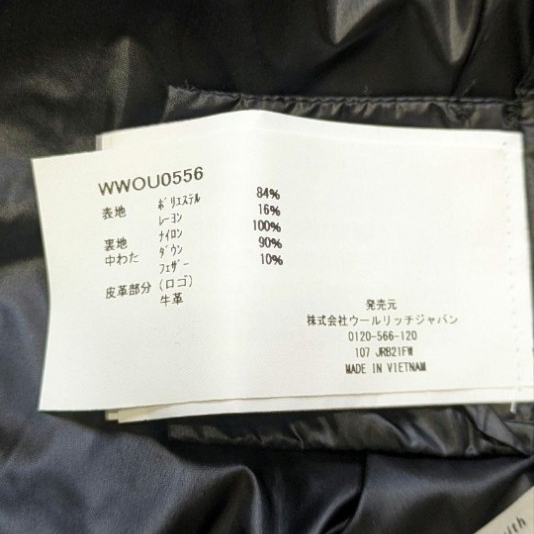 WWOU0556
表地 ポリエステル 84%
レーヨン 16%
裏地 ナイロン 100%
中わた ダウン 90%
フェザー 10%
皮革部分 (ロゴ)
牛革
発売元
株式会社ウールリッチジャパン
0120-566-120
107 JRB21FW
MADE IN VIETNAM